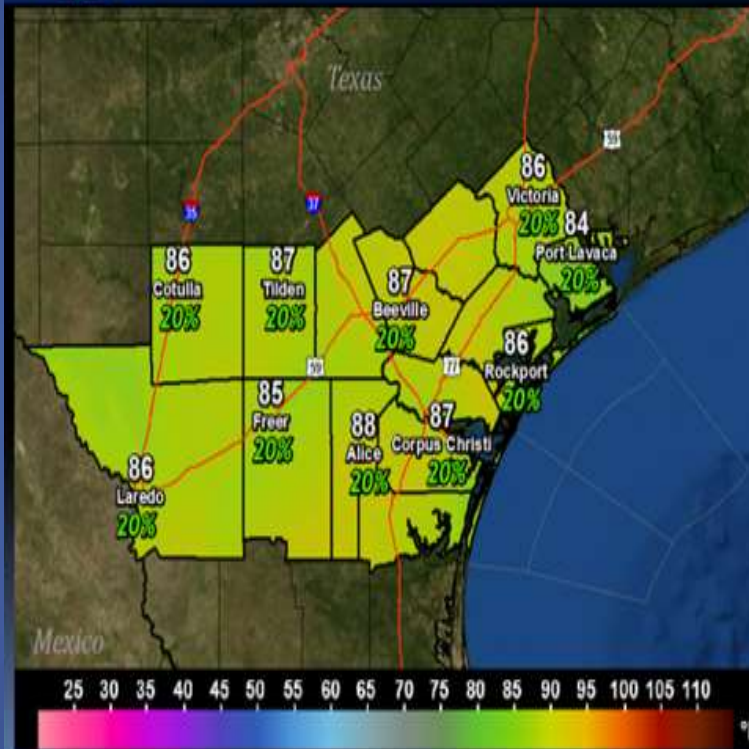 Texas
59
86
Victoria
20%
35
37
84
Port Lavaca
20%
86
Cotulla
20%
87
Tilden
20%
87
Beeville
20%
86
Rockport
20%
59
77
85
Freer
20%
88
Alice
20%
87
Corpus Christi
20%
86
Laredo
20%
Mexico
25 30 35 40 45 50 55 60 65 70 75 80 85 90 95 100 105 110